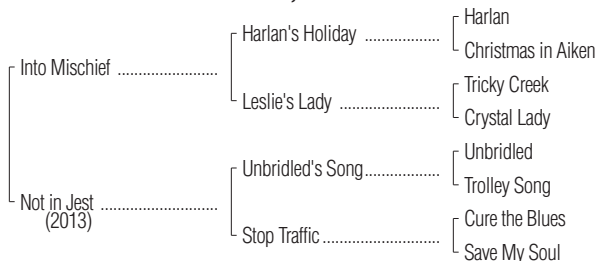 Harlan
Harlan's Holiday ..................
Christmas in Aiken
Into Mischief ........................
Tricky Creek
Leslie's Lady ........................
Crystal Lady
Unbridled
Unbridled's Song..................
Trolley Song
Not in Jest ............................
(2013)
Cure the Blues
Stop Traffic ............................
Save My Soul